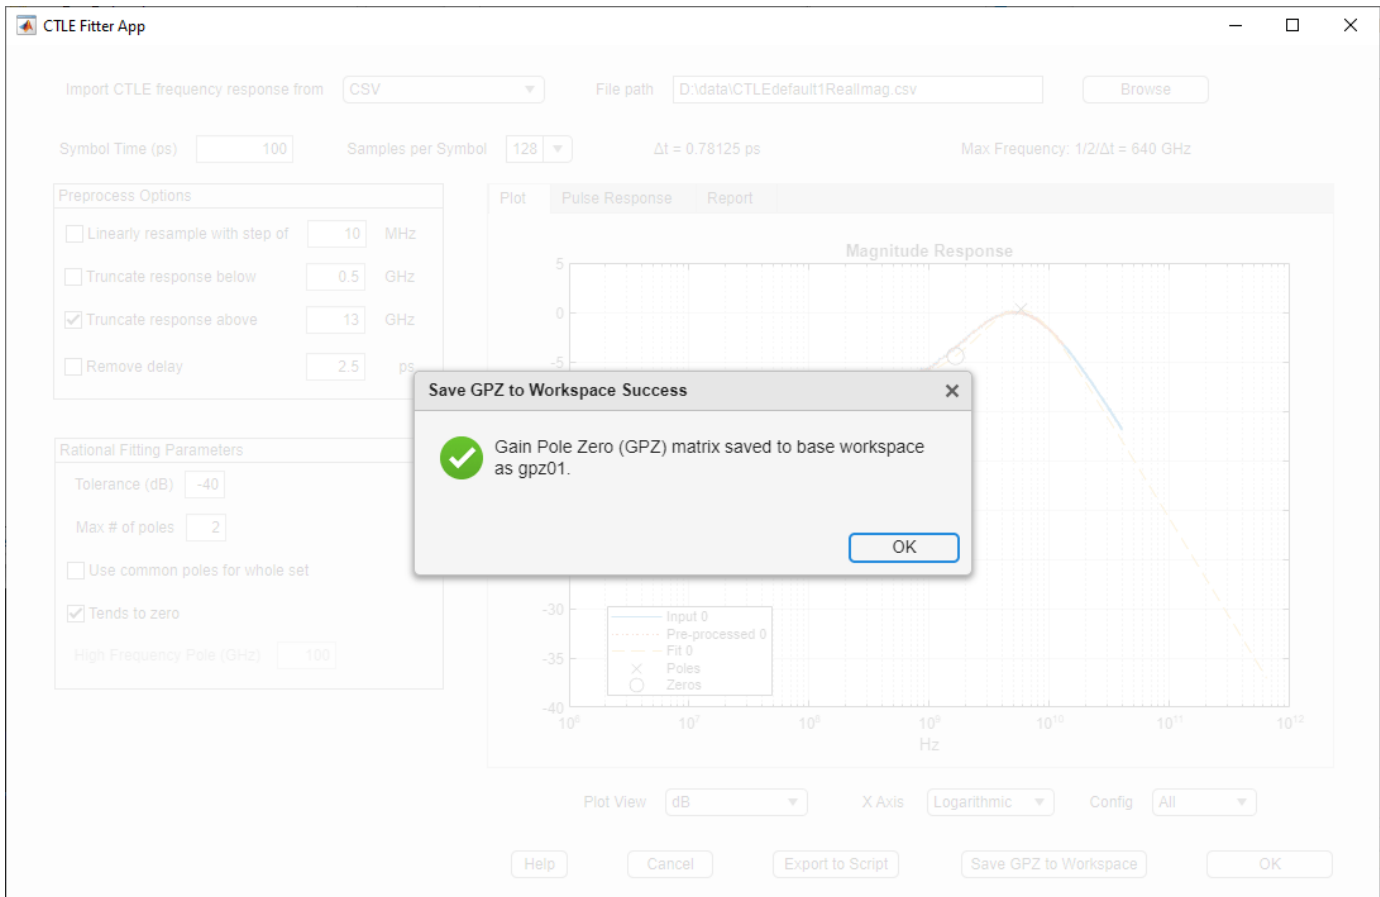 CTLE Fitter App
Import CTLE frequency response from CSV File path D:\data\CTLEdefault1RealImag.csv Browse
Symbol Time (ps) 100 Samples per Symbol 128 Δt = 0.78125 ps Max Frequency: 1/2/Δt = 640 GHz
Preprocess Options
Linearly resample with step of 10 MHz
Truncate response below 0.5 GHz
Truncate response above 13 GHz
Remove delay 2.5 ps
Rational Fitting Parameters
Tolerance (dB) -40
Max # of poles 2
Use common poles for whole set
Tends to zero
High Frequency Pole (GHz) 100
Plot Pulse Response Report
Magnitude Response
5
0
-5
-30
-35
-40
10⁶ 10⁷ 10⁸ 10⁹ 10¹⁰ 10¹¹ 10¹²
Hz
Input 0
Pre-processed 0
Fit 0
Poles
Zeros
Save GPZ to Workspace Success
Gain Pole Zero (GPZ) matrix saved to base workspace
as gpz01.
OK
Plot View dB X Axis Logarithmic Config All
Help Cancel Export to Script Save GPZ to Workspace OK